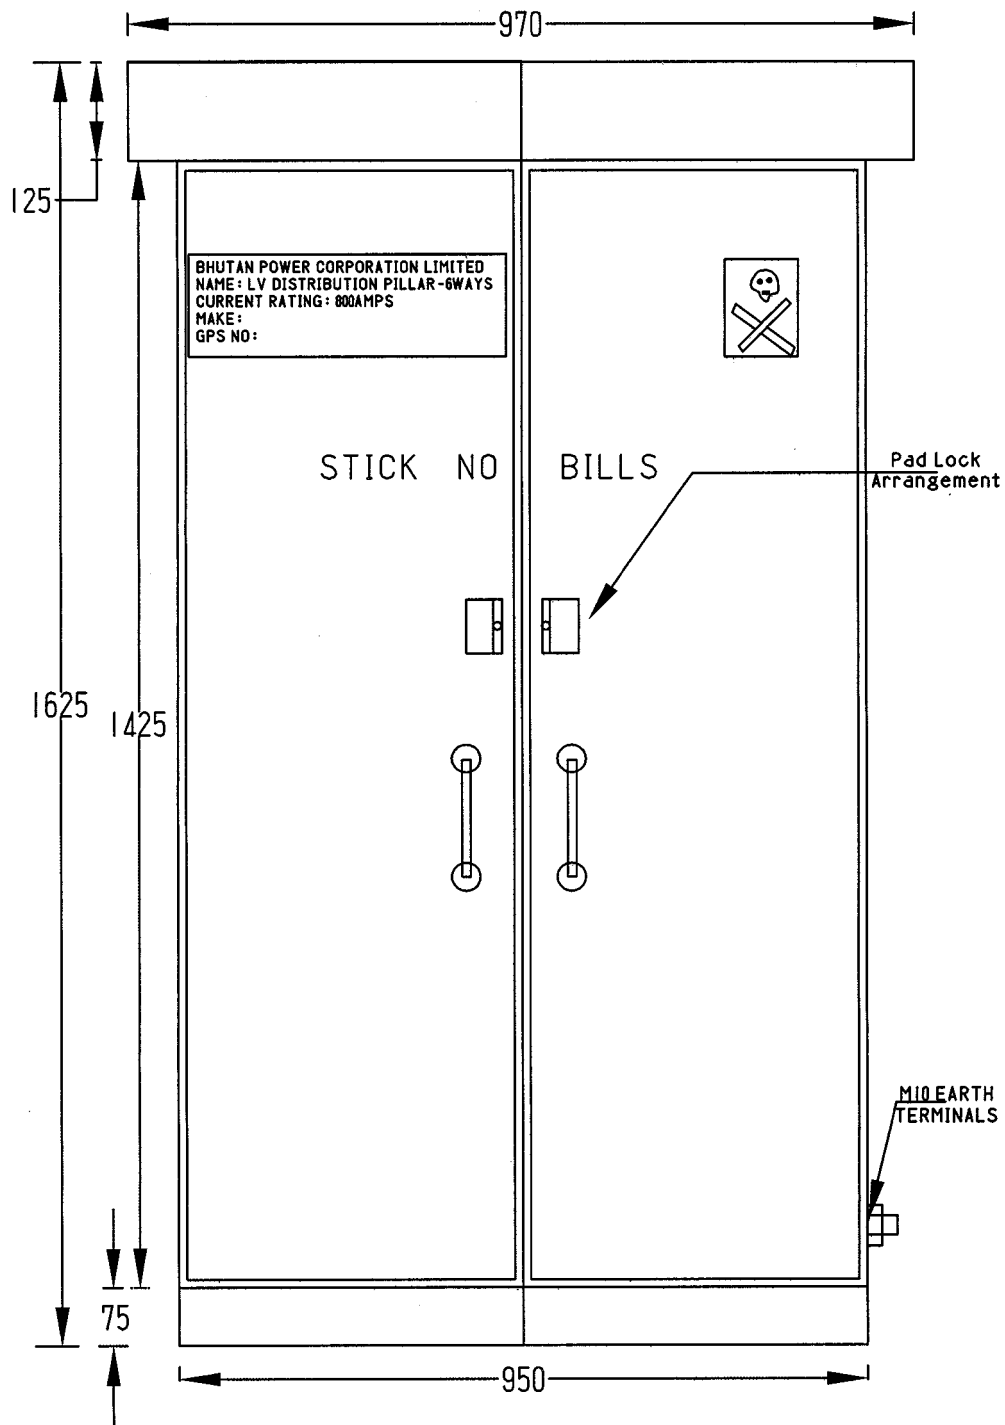 970
125
BHUTAN POWER CORPORATION LIMITED
NAME: LV DISTRIBUTION PILLAR-6WAYS
CURRENT RATING: 800AMPS
MAKE:
GPS NO:
STICK NO BILLS
Pad Lock
Arrangement
1625
1425
M10 EARTH
TERMINALS
75
950